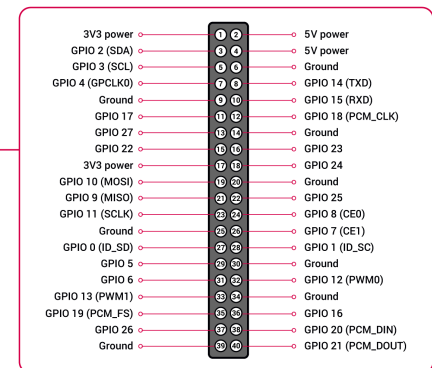 3V3 power 1 2 5V power
GPIO 2 (SDA) 3 4 5V power
GPIO 3 (SCL) 5 6 Ground
GPIO 4 (GPCLK0) 7 8 GPIO 14 (TXD)
Ground 9 10 GPIO 15 (RXD)
GPIO 17 11 12 GPIO 18 (PCM_CLK)
GPIO 27 13 14 Ground
GPIO 22 15 16 GPIO 23
3V3 power 17 18 GPIO 24
GPIO 10 (MOSI) 19 20 Ground
GPIO 9 (MISO) 21 22 GPIO 25
GPIO 11 (SCLK) 23 24 GPIO 8 (CE0)
Ground 25 26 GPIO 7 (CE1)
GPIO 0 (ID_SD) 27 28 GPIO 1 (ID_SC)
GPIO 5 29 30 Ground
GPIO 6 31 32 GPIO 12 (PWM0)
GPIO 13 (PWM1) 33 34 Ground
GPIO 19 (PCM_FS) 35 36 GPIO 16
GPIO 26 37 38 GPIO 20 (PCM_DIN)
Ground 39 40 GPIO 21 (PCM_DOUT)